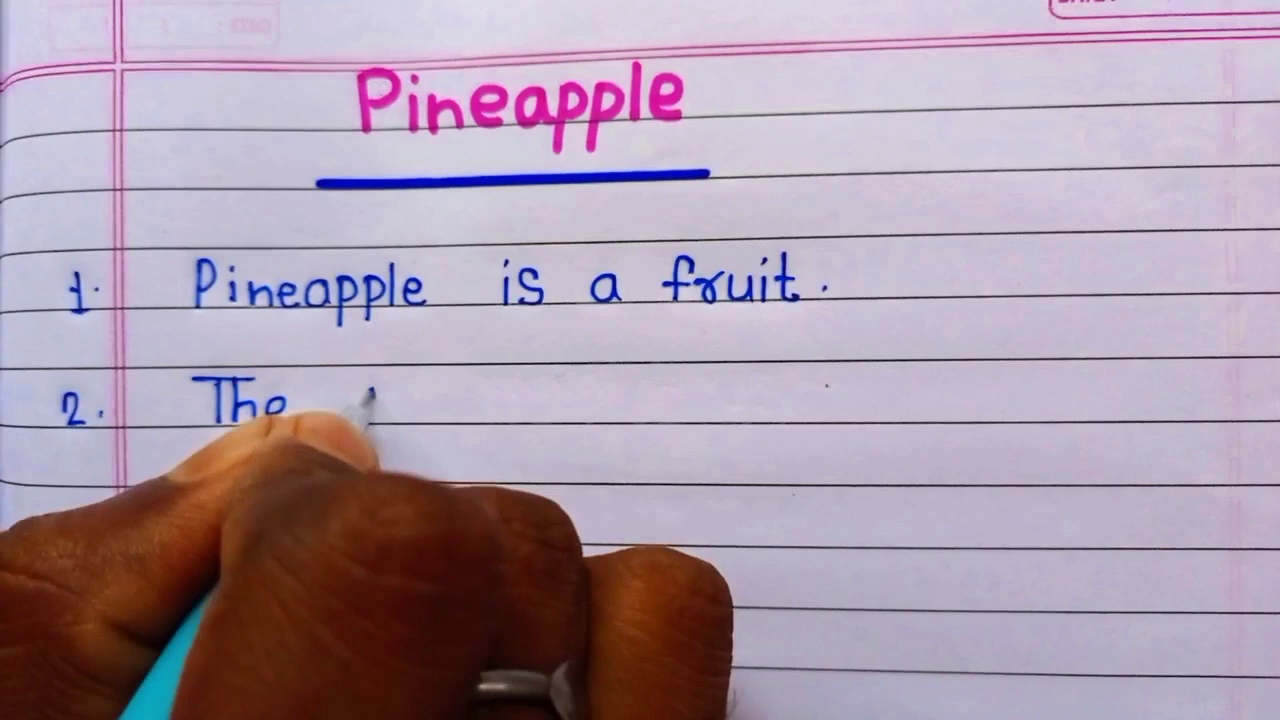 Pineapple
1. Pineapple is a fruit.
2. The